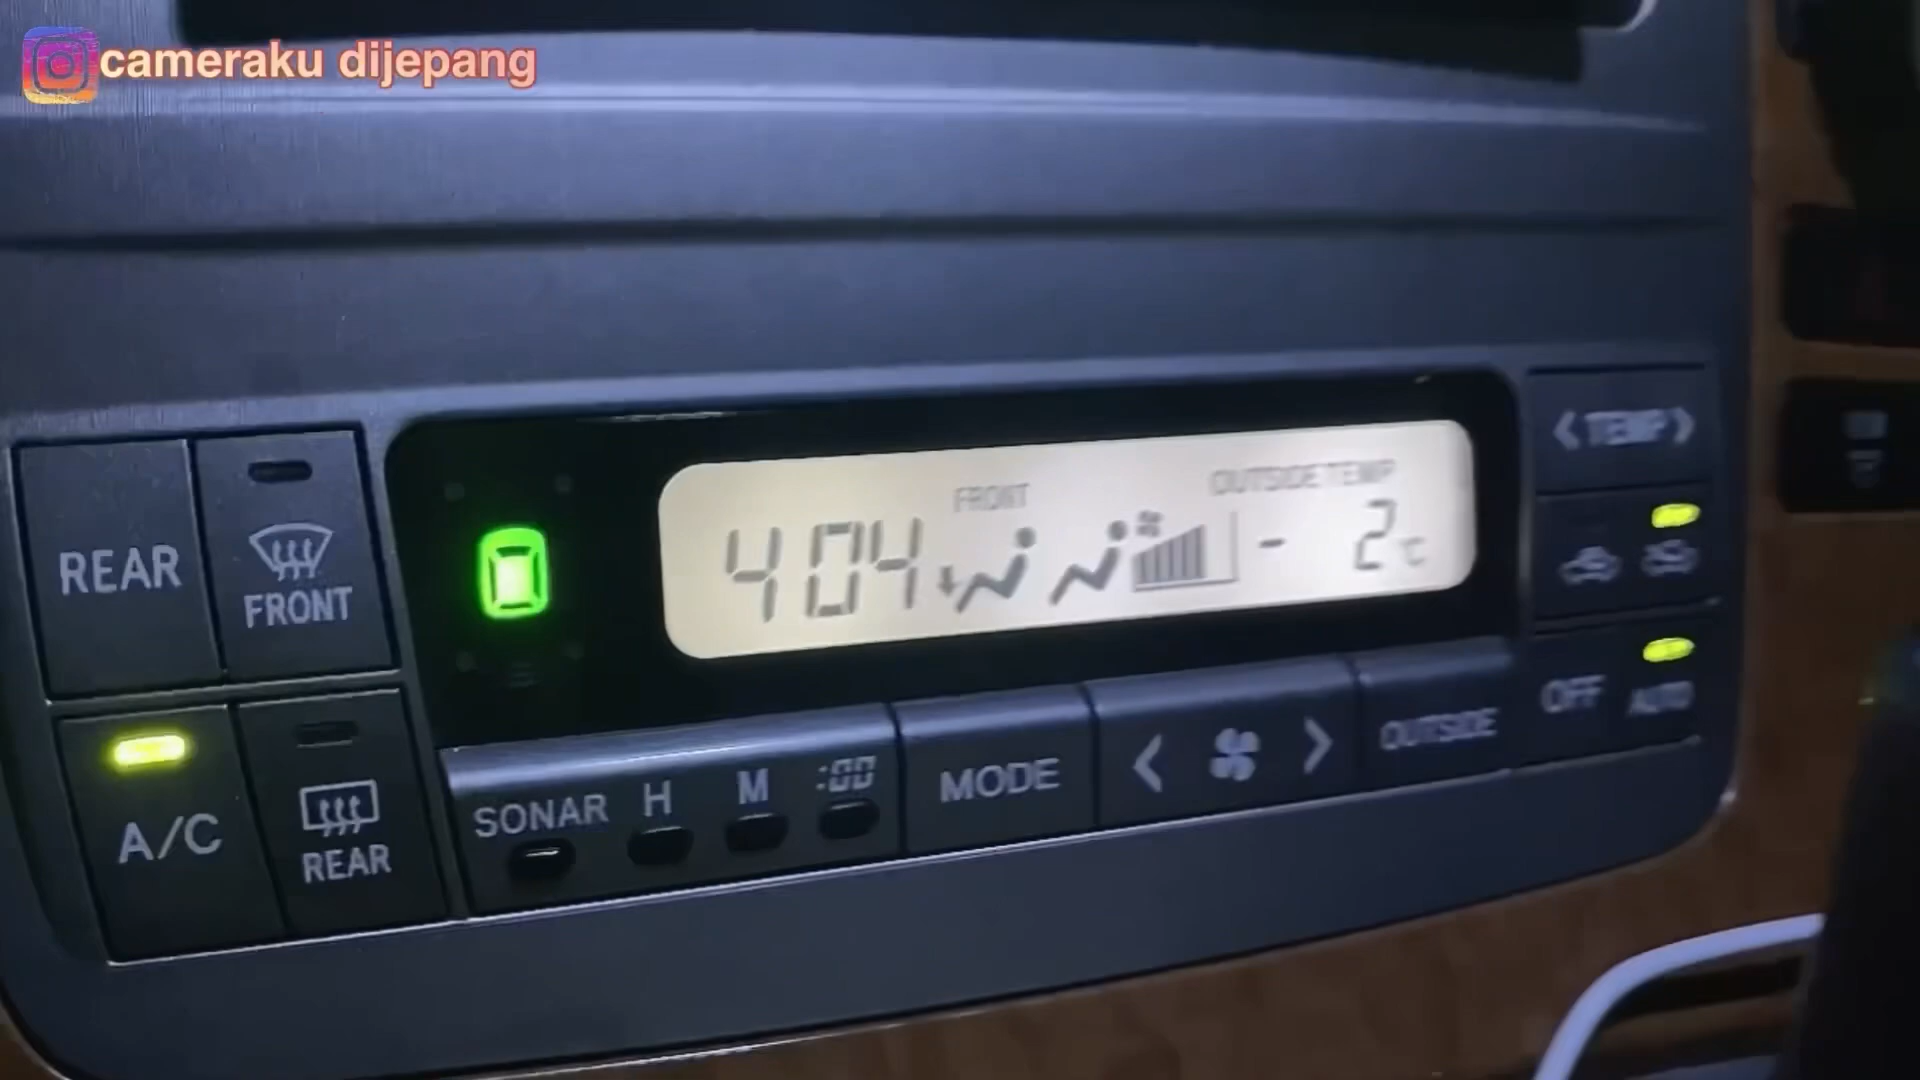 cameraku dijepang
FRONT
OUTSIDE TEMP
404
- 2°C
<TEMP>
REAR
FRONT
OFF
AUTO
A/C
REAR
SONAR
H
M
:00
MODE
< >
OUTSIDE